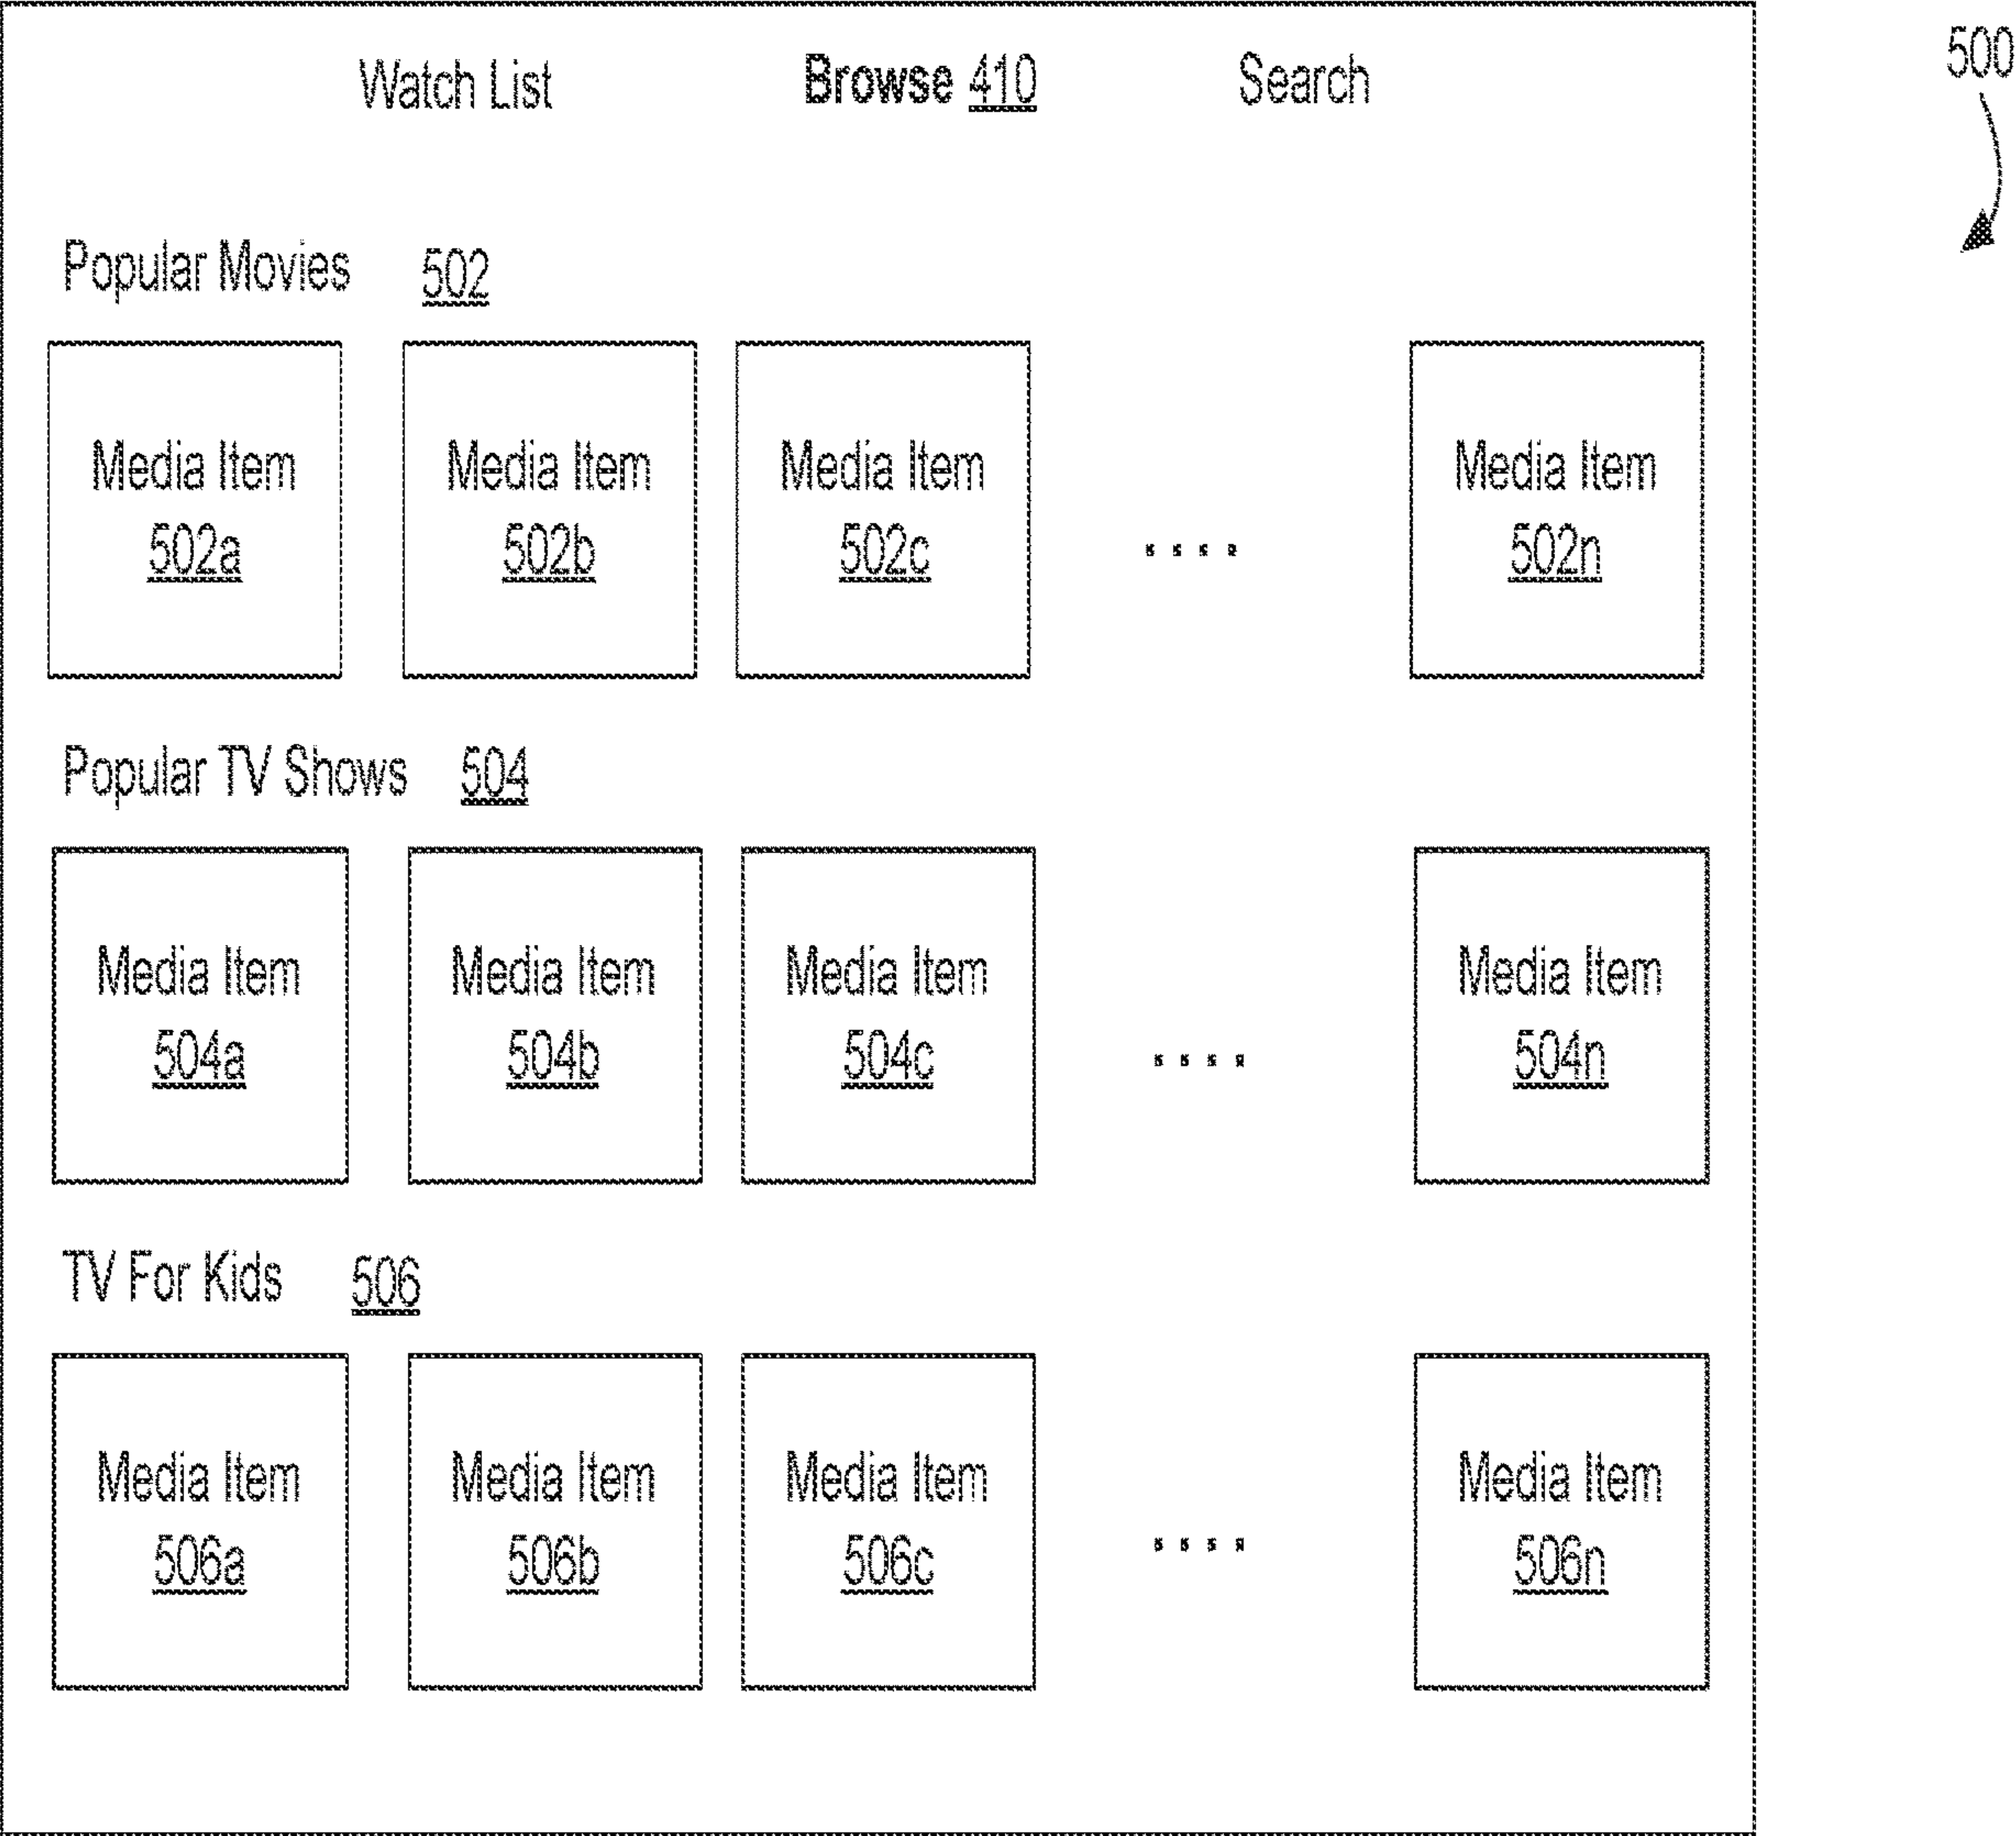 500
Watch List Browse 410 Search
Popular Movies 502
Media Item Media Item Media Item Media Item
502a 502b 502c .... 502n
Popular TV Shows 504
Media Item Media Item Media Item Media Item
504a 504b 504c .... 504n
TV For Kids 506
Media Item Media Item Media Item Media Item
506a 506b 506c .... 506n